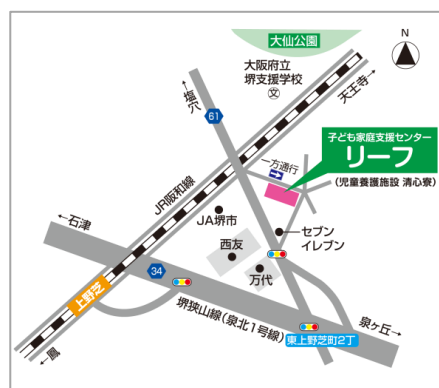 大仙公園
N
大阪府立
堺支援学校
文
天王寺
塩穴
61
子ども家庭支援センター
リーフ
(児童養護施設 清心寮)
一方通行
JR阪和線
JA堺市
セブン
イレブン
石津
西友
34
万代
上野芝
堺狭山線(泉北1号線)
泉ヶ丘
東上野芝町2丁
鳳